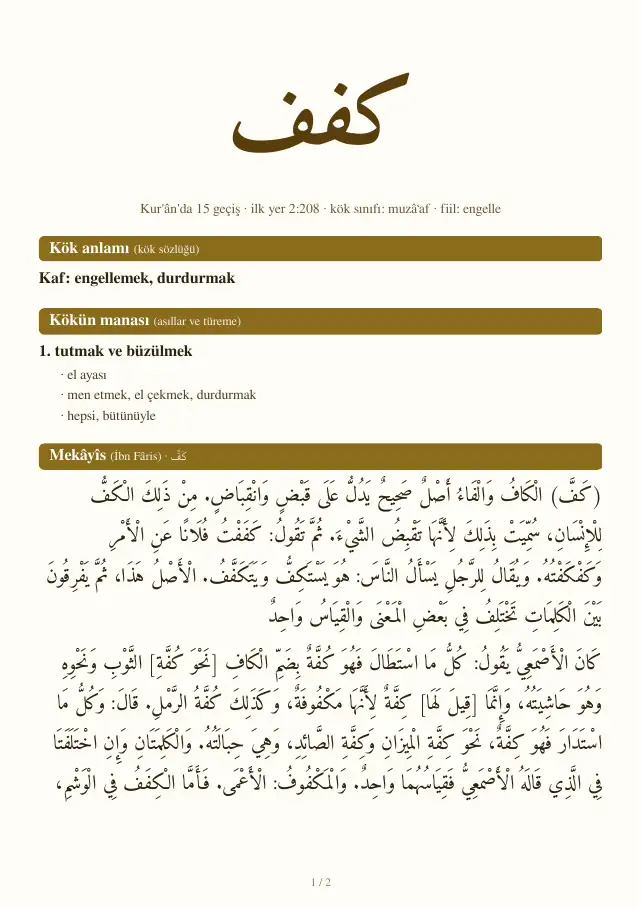 كفف
Kur'ân'da 15 geçiş · ilk yer 2:208 · kök sınıfı: muzâ'af · fiil: engelle
Kök anlamı (kök sözlüğü)
Kaf: engellemek, durdurmak
Kökün manası (asıllar ve türeme)
1. tutmak ve büzülmek
· el ayası
· men etmek, el çekmek, durdurmak
· hepsi, bütünüyle
Mekâyîs (İbn Fâris) · كَفَّ
(كَفَّ) الْكَافُ وَالْفَاءُ أَصْلٌ صَحِيحٌ يَدُلُّ عَلَى قَبْضٍ وَانْقِبَاضٍ. مِنْ ذَلِكَ الْكَفُّ
لِلْإِنْسَانِ، سُمِّيَتْ بِذَلِكَ لِأَنَّهَا تَقْبِضُ الشَّيْءَ. ثُمَّ تَقُولُ: كَفَفْتُ فُلَانًا عَنِ الْأَمْرِ
وَكَفْكَفْتُهُ. وَيُقَالُ لِلرَّجُلِ يَسْأَلُ النَّاسَ: هُوَ يَسْتَكِفُّ وَيَتَكَفَّفُ. الْأَصْلُ هَذَا، ثُمَّ يَفْرِقُونَ
بَيْنَ الْكَلِمَاتِ تَخْتَلِفُ فِي بَعْضِ الْمَعْنَى وَالْقِيَاسُ وَاحِدٌ
كَانَ الْأَصْمَعِيُّ يَقُولُ: كُلُّ مَا اسْتَطَالَ فَهُوَ كُفَّةٌ بِضَمِّ الْكَافِ [نَحْوَ كُفَّةِ] الثَّوْبِ وَنَحْوِهِ
وَهُوَ حَاشِيَتُهُ، وَإِنَّمَا [قِيلَ لَهَا] كِفَّةٌ لِأَنَّهَا مَكْفُوفَةٌ، وَكَذَلِكَ كُفَّةُ الرَّمْلِ. قَالَ: وَكُلُّ مَا
اسْتَدَارَ فَهُوَ كِفَّةٌ، نَحْوَ كِفَّةِ الْمِيزَانِ وَكِفَّةِ الصَّائِدِ، وَهِيَ حِبَالَتُهُ. وَالْكَلِمَتَانِ وَإِنِ اخْتَلَفَتَا
فِي الَّذِي قَالَهُ الْأَصْمَعِيُّ فَقِيَاسُهُمَا وَاحِدٌ. وَالْمَكْفُوفُ: الْأَعْمَى. فَأَمَّا الْكِفَفُ فِي الْوَشْمِ،
1 / 2